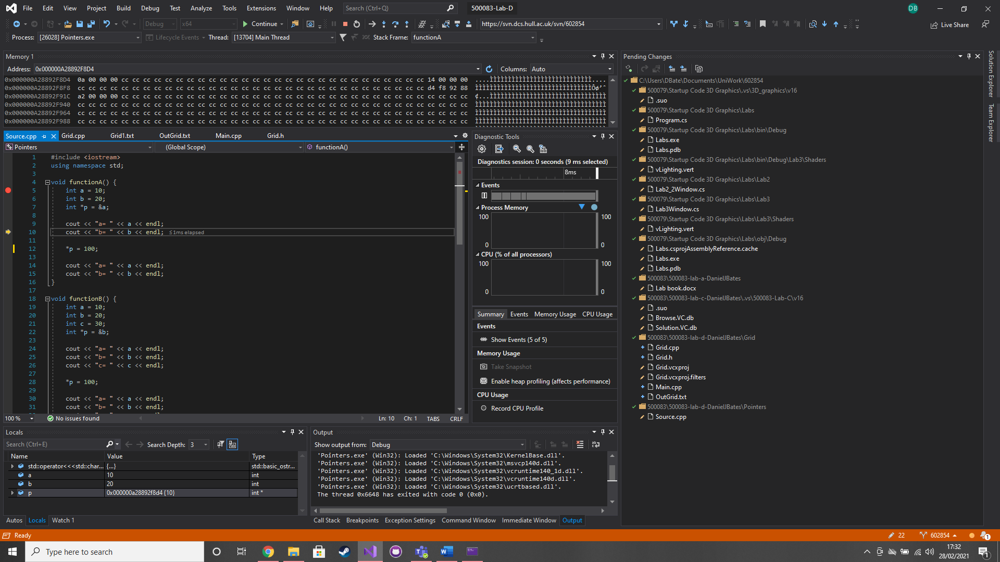 File Edit View Project Build Debug Test Analyze Tools Extensions Window Help Search (Ctrl+Q) 500083-Lab-D DB
Debug x64 Continue https://svn.dcs.hull.ac.uk/svn/602854 Live Share
Process: [26028] Pointers.exe Lifecycle Events Thread: [13704] Main Thread Stack Frame: functionA
Memory 1
Address: 0x000000A28892F8D4 Columns: Auto
0x000000A28892F8D4 0a 00 00 00 cc cc cc cc cc cc cc cc cc cc cc cc cc cc cc cc cc cc cc cc cc cc cc cc cc cc cc cc 14 00 00 00
0x000000A28892F8F8 cc cc cc cc cc cc cc cc cc cc cc cc cc cc cc cc cc cc cc cc cc cc cc cc cc cc cc cc cc cc cc cc d4 f8 92 88
0x000000A28892F91C a2 00 00 00 cc cc cc cc cc cc cc cc cc cc cc cc cc cc cc cc cc cc cc cc cc cc cc cc cc cc cc cc cc cc cc cc
0x000000A28892F940 cc cc cc cc cc cc cc cc cc cc cc cc cc cc cc cc cc cc cc cc cc cc cc cc cc cc cc cc cc cc cc cc cc cc cc cc
0x000000A28892F964 cc cc cc cc cc cc cc cc cc cc cc cc cc cc cc cc cc cc cc cc cc cc cc cc cc cc cc cc cc cc cc cc cc cc cc cc
0x000000A28892F988 cc cc cc cc cc cc cc cc cc cc cc cc cc cc cc cc cc cc cc cc cc cc cc cc cc cc cc cc cc cc cc cc cc cc cc cc
Source.cpp Grid.cpp Grid1.txt OutGrid.txt Main.cpp Grid.h
Pointers (Global Scope) functionA()
1 #include <iostream>
2 using namespace std;
3
4 void functionA() {
5 int a = 10;
6 int b = 20;
7 int *p = &a;
8
9 cout << "a= " << a << endl;
10 cout << "b= " << b << endl; ≤1ms elapsed
11
12 *p = 100;
13
14 cout << "a= " << a << endl;
15 cout << "b= " << b << endl;
16 }
17
18 void functionB() {
19 int a = 10;
20 int b = 20;
21 int c = 30;
22 int *p = &b;
23
24 cout << "a= " << a << endl;
25 cout << "b= " << b << endl;
26 cout << "c= " << c << endl;
27
28 *p = 100;
29
30 cout << "a= " << a << endl;
31 cout << "b= " << b << endl;
100 % No issues found Ln: 10 Ch: 1 TABS CRLF
Diagnostic Tools
Diagnostics session: 0 seconds (9 ms selected)
8ms
Events
Process Memory
100 100
0 0
CPU (% of all processors)
100 100
0 0
Summary Events Memory Usage CPU Usage
Events
Show Events (5 of 5)
Memory Usage
Take Snapshot
Enable heap profiling (affects performance)
CPU Usage
Record CPU Profile
Locals
Search (Ctrl+E) Search Depth: 3
Name Value Type
std::operator<<<std::char... {...} std::basic_ostr...
a 10 int
b 20 int
p 0x000000a28892f8d4 {10} int *
Autos Locals Watch 1
Output
Show output from: Debug
'Pointers.exe' (Win32): Loaded 'C:\Windows\System32\KernelBase.dll'.
'Pointers.exe' (Win32): Loaded 'C:\Windows\System32\msvcp140d.dll'.
'Pointers.exe' (Win32): Loaded 'C:\Windows\System32\vcruntime140_1d.dll'.
'Pointers.exe' (Win32): Loaded 'C:\Windows\System32\vcruntime140d.dll'.
'Pointers.exe' (Win32): Loaded 'C:\Windows\System32\ucrtbased.dll'.
The thread 0x6648 has exited with code 0 (0x0).
Call Stack Breakpoints Exception Settings Command Window Immediate Window Output
Pending Changes
C:\Users\DBate\Documents\UniWork\602854
500079\Startup Code 3D Graphics\.vs\3D_graphics\v16
.suo
500079\Startup Code 3D Graphics\Labs
Program.cs
500079\Startup Code 3D Graphics\Labs\bin\Debug
Labs.exe
Labs.pdb
500079\Startup Code 3D Graphics\Labs\bin\Debug\Lab3\Shaders
vLighting.vert
500079\Startup Code 3D Graphics\Labs\Lab2
Lab2_2Window.cs
500079\Startup Code 3D Graphics\Labs\Lab3
Lab3Window.cs
500079\Startup Code 3D Graphics\Labs\Lab3\Shaders
vLighting.vert
500079\Startup Code 3D Graphics\Labs\obj\Debug
Labs.csprojAssemblyReference.cache
Labs.exe
Labs.pdb
500083\500083-lab-a-DanielJBates
Lab book.docx
500083\500083-lab-c-DanielJBates\.vs\500083-Lab-C\v16
.suo
Browse.VC.db
Solution.VC.db
500083\500083-lab-d-DanielJBates\Grid
Grid.cpp
Grid.h
Grid.vcxproj
Grid.vcxproj.filters
Main.cpp
OutGrid.txt
500083\500083-lab-d-DanielJBates\Pointers
Source.cpp
Solution Explorer
Team Explorer
Ready 22 602854 1
Type here to search 17:32
28/02/2021 1